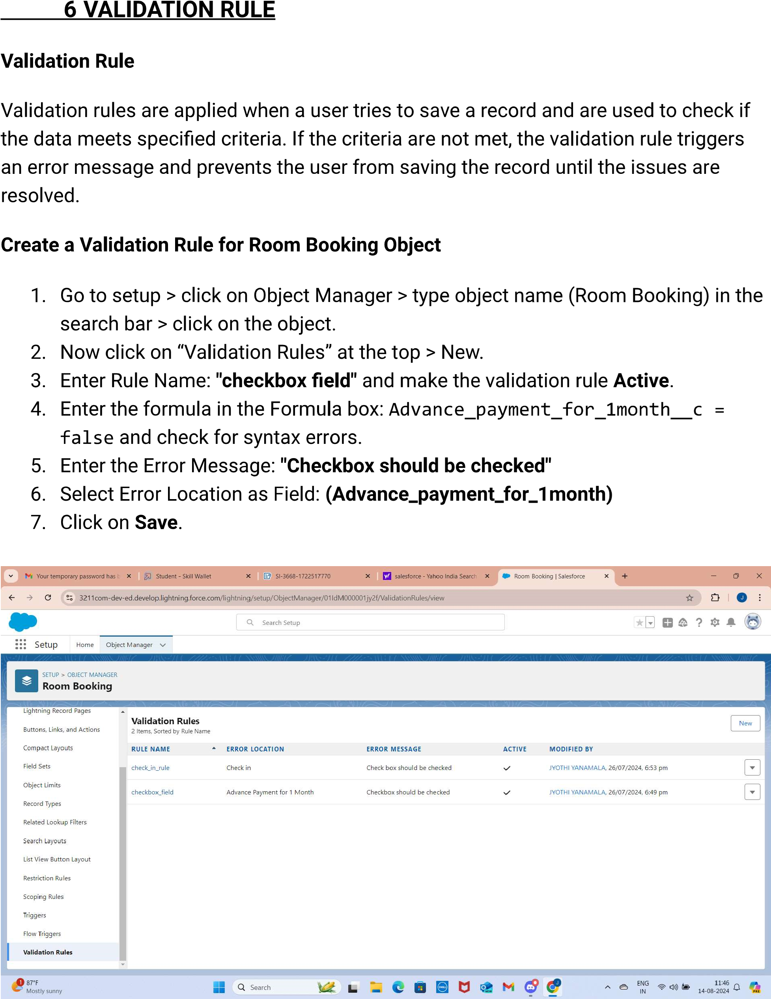 6 VALIDATION RULE
Validation Rule
Validation rules are applied when a user tries to save a record and are used to check if
the data meets specified criteria. If the criteria are not met, the validation rule triggers
an error message and prevents the user from saving the record until the issues are
resolved.
Create a Validation Rule for Room Booking Object
1. Go to setup > click on Object Manager > type object name (Room Booking) in the
search bar > click on the object.
2. Now click on “Validation Rules” at the top > New.
3. Enter Rule Name: "checkbox field" and make the validation rule Active.
4. Enter the formula in the Formula box: Advance_payment_for_1month__c =
false and check for syntax errors.
5. Enter the Error Message: "Checkbox should be checked"
6. Select Error Location as Field: (Advance_payment_for_1month)
7. Click on Save.
Your temporary password has b Student - Skill Wallet SI-3668-1722517770 salesforce - Yahoo India Search Room Booking | Salesforce
3211com-dev-ed.develop.lightning.force.com/lightning/setup/ObjectManager/01IdM000001jy2f/ValidationRules/view
Search Setup
Setup Home Object Manager
SETUP > OBJECT MANAGER
Room Booking
Lightning Record Pages
Buttons, Links, and Actions
Compact Layouts
Field Sets
Object Limits
Record Types
Related Lookup Filters
Search Layouts
List View Button Layout
Restriction Rules
Scoping Rules
Triggers
Flow Triggers
Validation Rules
Validation Rules
2 Items, Sorted by Rule Name
New
RULE NAME ERROR LOCATION ERROR MESSAGE ACTIVE MODIFIED BY
check_in_rule Check in Check box should be checked JYOTHI YANAMALA, 26/07/2024, 6:53 pm
checkbox_field Advance Payment for 1 Month Checkbox should be checked JYOTHI YANAMALA, 26/07/2024, 6:49 pm
1 87°F
Mostly sunny
Search
ENG
IN
11:46
14-08-2024